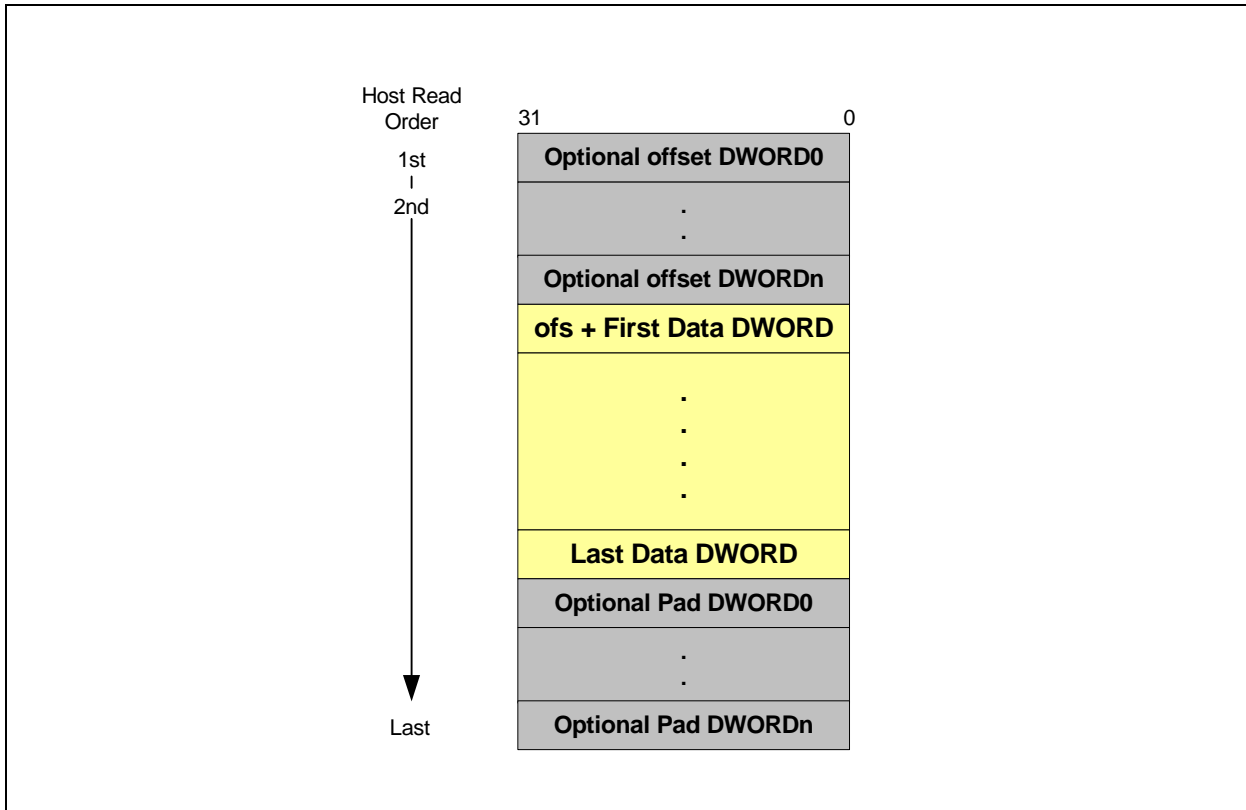 Host Read
Order
31
0
1st
Optional offset DWORD0
2nd
.
.
Optional offset DWORDn
ofs + First Data DWORD
.
.
.
.
Last Data DWORD
Optional Pad DWORD0
.
.
Last
Optional Pad DWORDn